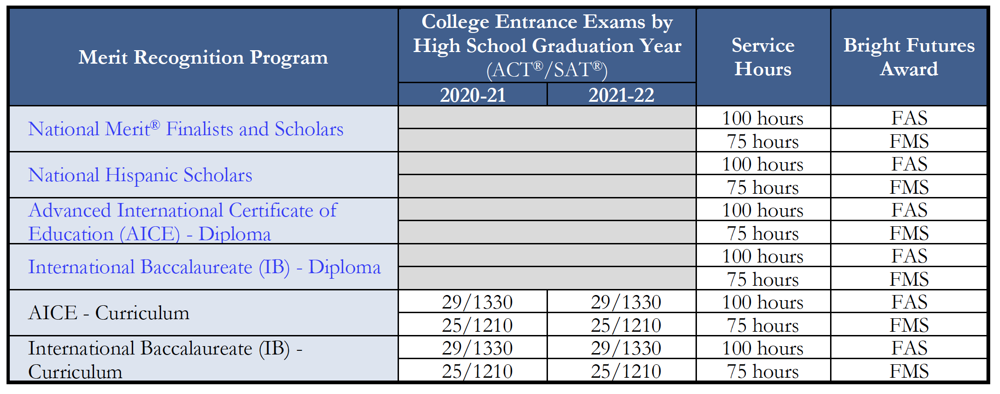 Merit Recognition Program
College Entrance Exams by
High School Graduation Year
(ACT®/SAT®)
2020-21 2021-22
Service
Hours
Bright Futures
Award
National Merit® Finalists and Scholars
100 hours FAS
75 hours FMS
National Hispanic Scholars
100 hours FAS
75 hours FMS
Advanced International Certificate of
Education (AICE) - Diploma
100 hours FAS
75 hours FMS
International Baccalaureate (IB) - Diploma
100 hours FAS
75 hours FMS
AICE - Curriculum
29/1330 29/1330 100 hours FAS
25/1210 25/1210 75 hours FMS
International Baccalaureate (IB) -
Curriculum
29/1330 29/1330 100 hours FAS
25/1210 25/1210 75 hours FMS